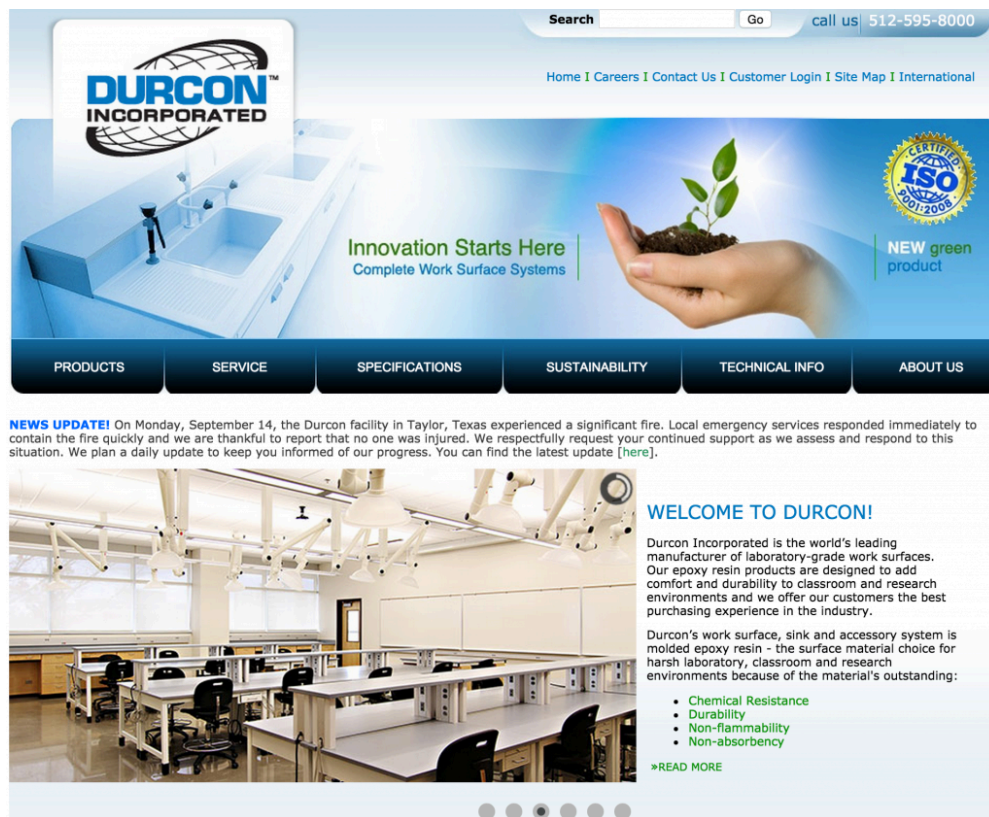 Search Go call us 512-595-8000
DURCON™
INCORPORATED
Home I Careers I Contact Us I Customer Login I Site Map I International
CERTIFIED
ISO
9001:2008
Innovation Starts Here
Complete Work Surface Systems
NEW green
product
PRODUCTS SERVICE SPECIFICATIONS SUSTAINABILITY TECHNICAL INFO ABOUT US
NEWS UPDATE! On Monday, September 14, the Durcon facility in Taylor, Texas experienced a significant fire. Local emergency services responded immediately to
contain the fire quickly and we are thankful to report that no one was injured. We respectfully request your continued support as we assess and respond to this
situation. We plan a daily update to keep you informed of our progress. You can find the latest update [here].
WELCOME TO DURCON!
Durcon Incorporated is the world's leading
manufacturer of laboratory-grade work surfaces.
Our epoxy resin products are designed to add
comfort and durability to classroom and research
environments and we offer our customers the best
purchasing experience in the industry.
Durcon's work surface, sink and accessory system is
molded epoxy resin - the surface material choice for
harsh laboratory, classroom and research
environments because of the material's outstanding:
• Chemical Resistance
• Durability
• Non-flammability
• Non-absorbency
»READ MORE